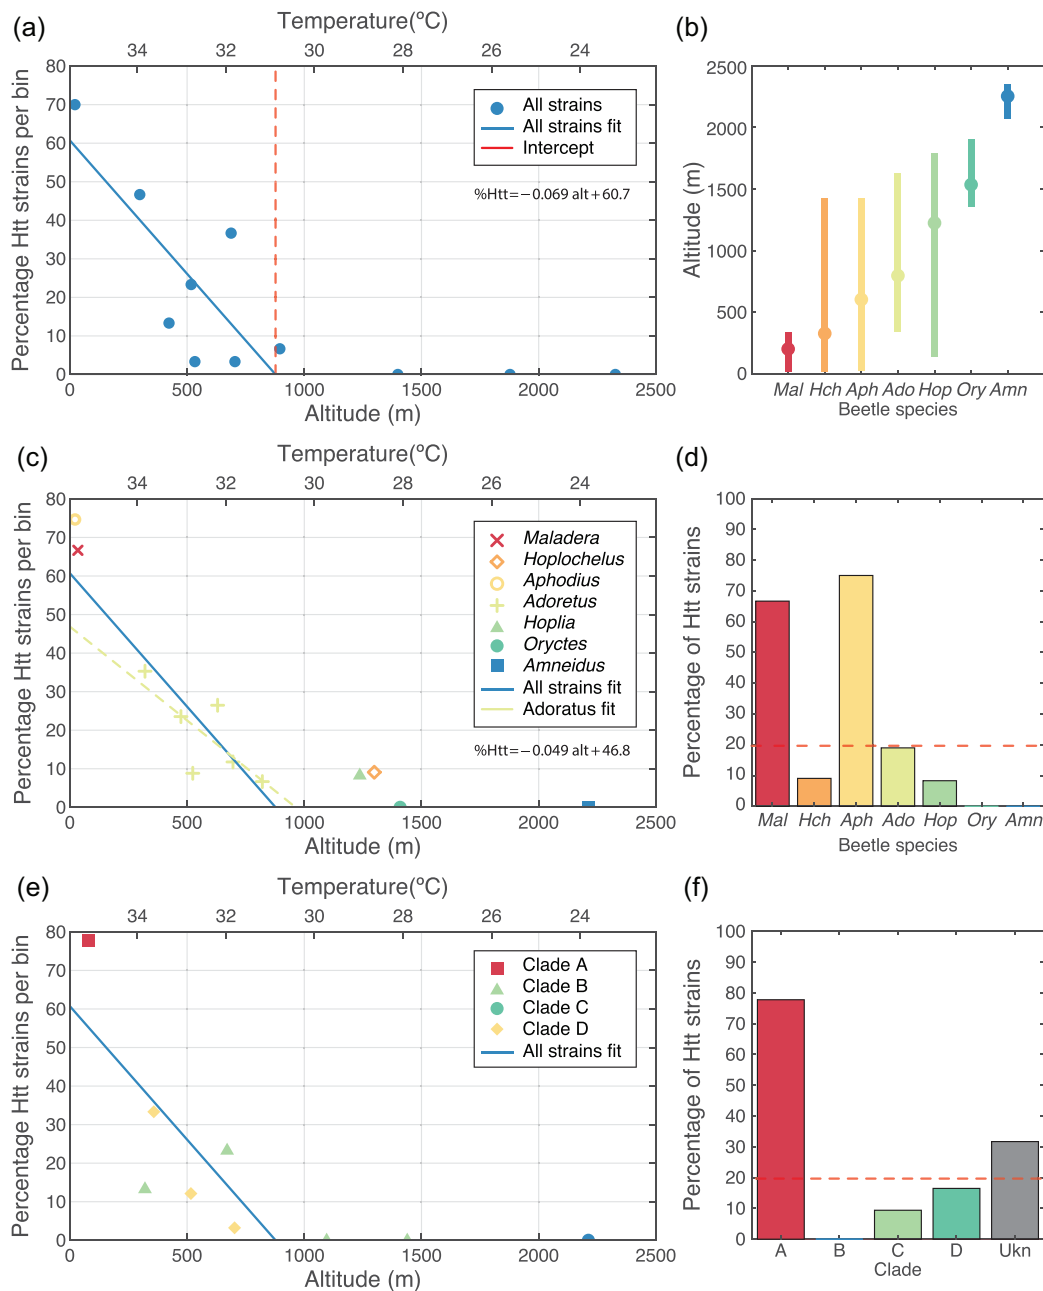 (a)
Temperature(ºC)
34 32 30 28 26 24
Percentage Htt strains per bin
80
70
60
50
40
30
20
10
0
0 500 1000 1500 2000 2500
Altitude (m)
All strains
All strains fit
Intercept
%Htt=−0.069 alt+60.7
(b)
Altitude (m)
2500
2000
1500
1000
500
0
Mal Hch Aph Ado Hop Ory Amn
Beetle species
(c)
Temperature(ºC)
34 32 30 28 26 24
Percentage Htt strains per bin
80
70
60
50
40
30
20
10
0
0 500 1000 1500 2000 2500
Altitude (m)
Maladera
Hoplochelus
Aphodius
Adoretus
Hoplia
Oryctes
Amneidus
All strains fit
Adoratus fit
%Htt=−0.049 alt+46.8
(d)
Percentage of Htt strains
100
90
80
70
60
50
40
30
20
10
0
Mal Hch Aph Ado Hop Ory Amn
Beetle species
(e)
Temperature(ºC)
34 32 30 28 26 24
Percentage Htt strains per bin
80
70
60
50
40
30
20
10
0
0 500 1000 1500 2000 2500
Altitude (m)
Clade A
Clade B
Clade C
Clade D
All strains fit
(f)
Percentage of Htt strains
100
90
80
70
60
50
40
30
20
10
0
A B C D Ukn
Clade